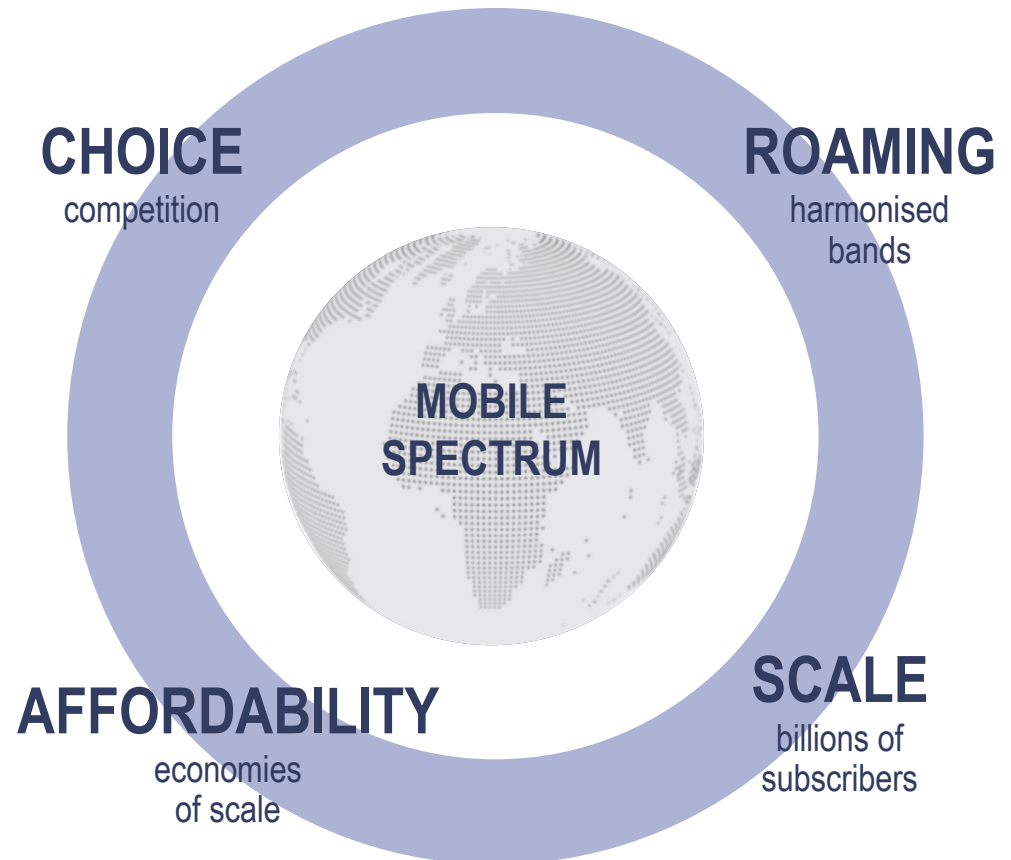 CHOICE
competition
ROAMING
harmonised
bands
MOBILE
SPECTRUM
AFFORDABILITY
economies
of scale
SCALE
billions of
subscribers